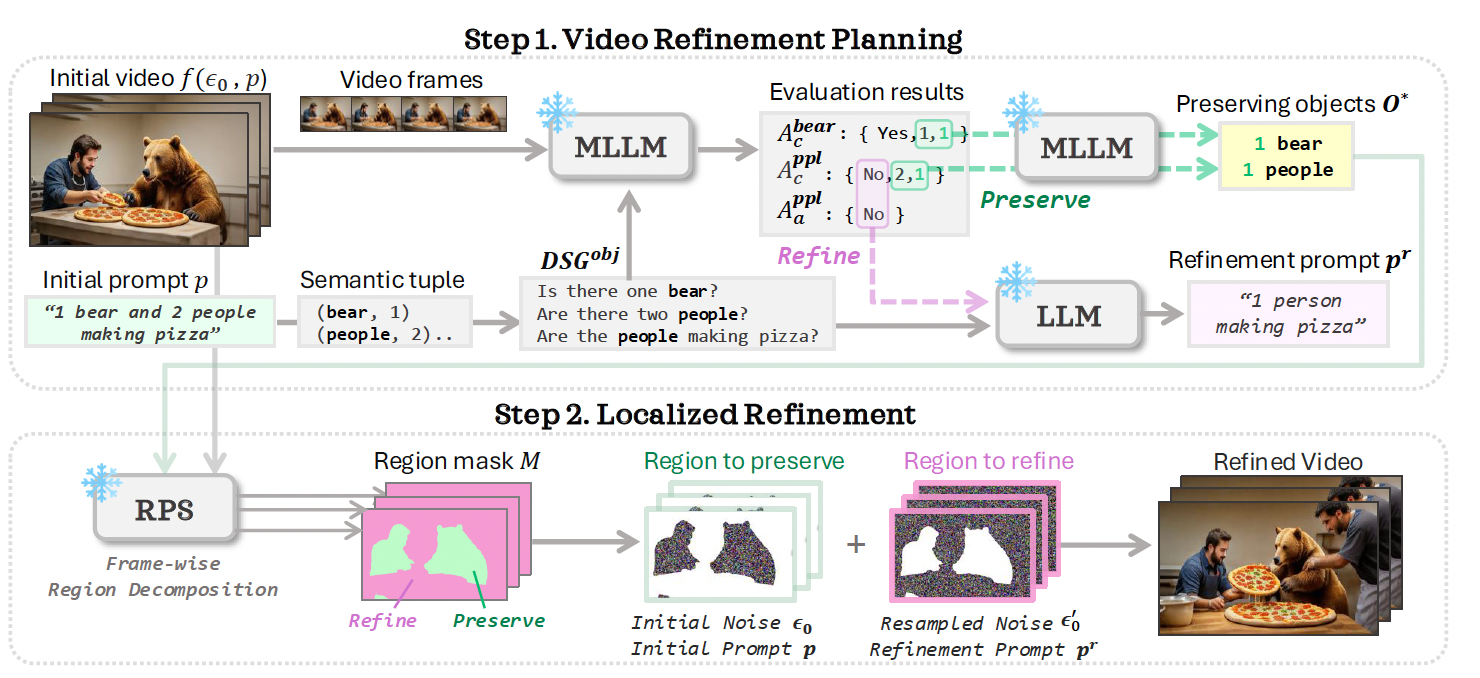 Step 1. Video Refinement Planning
Initial video f(ϵ₀, p)
Video frames
MLLM
Evaluation results
A_c^bear: { Yes,1,1 }
A_c^ppl: { No,2,1 }
A_a^ppl: { No }
MLLM
Preserve
Preserving objects O*
1 bear
1 people
Refine
Initial prompt p
"1 bear and 2 people
making pizza"
Semantic tuple
(bear, 1)
(people, 2)..
DSG^obj
Is there one bear?
Are there two people?
Are the people making pizza?
LLM
Refinement prompt p^r
"1 person
making pizza"
Step 2. Localized Refinement
RPS
Frame-wise
Region Decomposition
Region mask M
Refine
Preserve
Region to preserve
Initial Noise ϵ₀
Initial Prompt p
+
Region to refine
Resampled Noise ϵ₀′
Refinement Prompt p^r
Refined Video